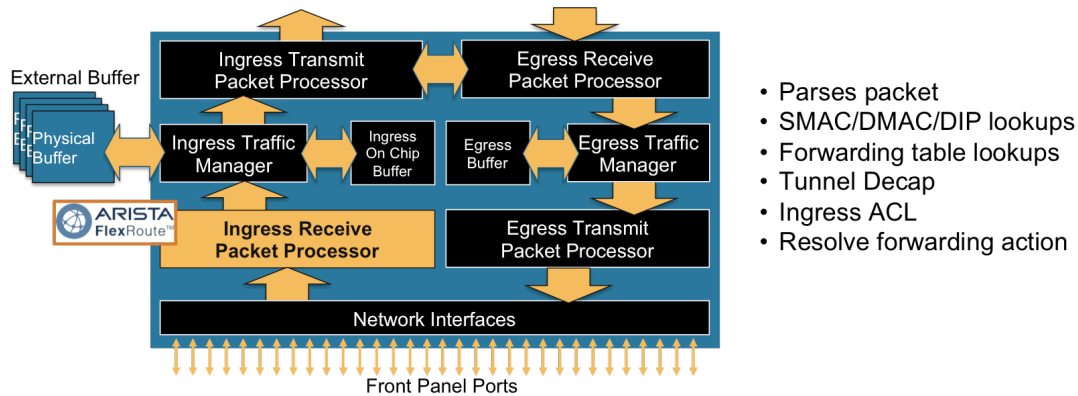 Ingress Transmit
Packet Processor
Egress Receive
Packet Processor
External Buffer
Physical
Buffer
Ingress Traffic
Manager
Ingress
On Chip
Buffer
Egress
Buffer
Egress Traffic
Manager
ARISTA
FlexRoute™
Ingress Receive
Packet Processor
Egress Transmit
Packet Processor
Network Interfaces
Front Panel Ports
• Parses packet
• SMAC/DMAC/DIP lookups
• Forwarding table lookups
• Tunnel Decap
• Ingress ACL
• Resolve forwarding action